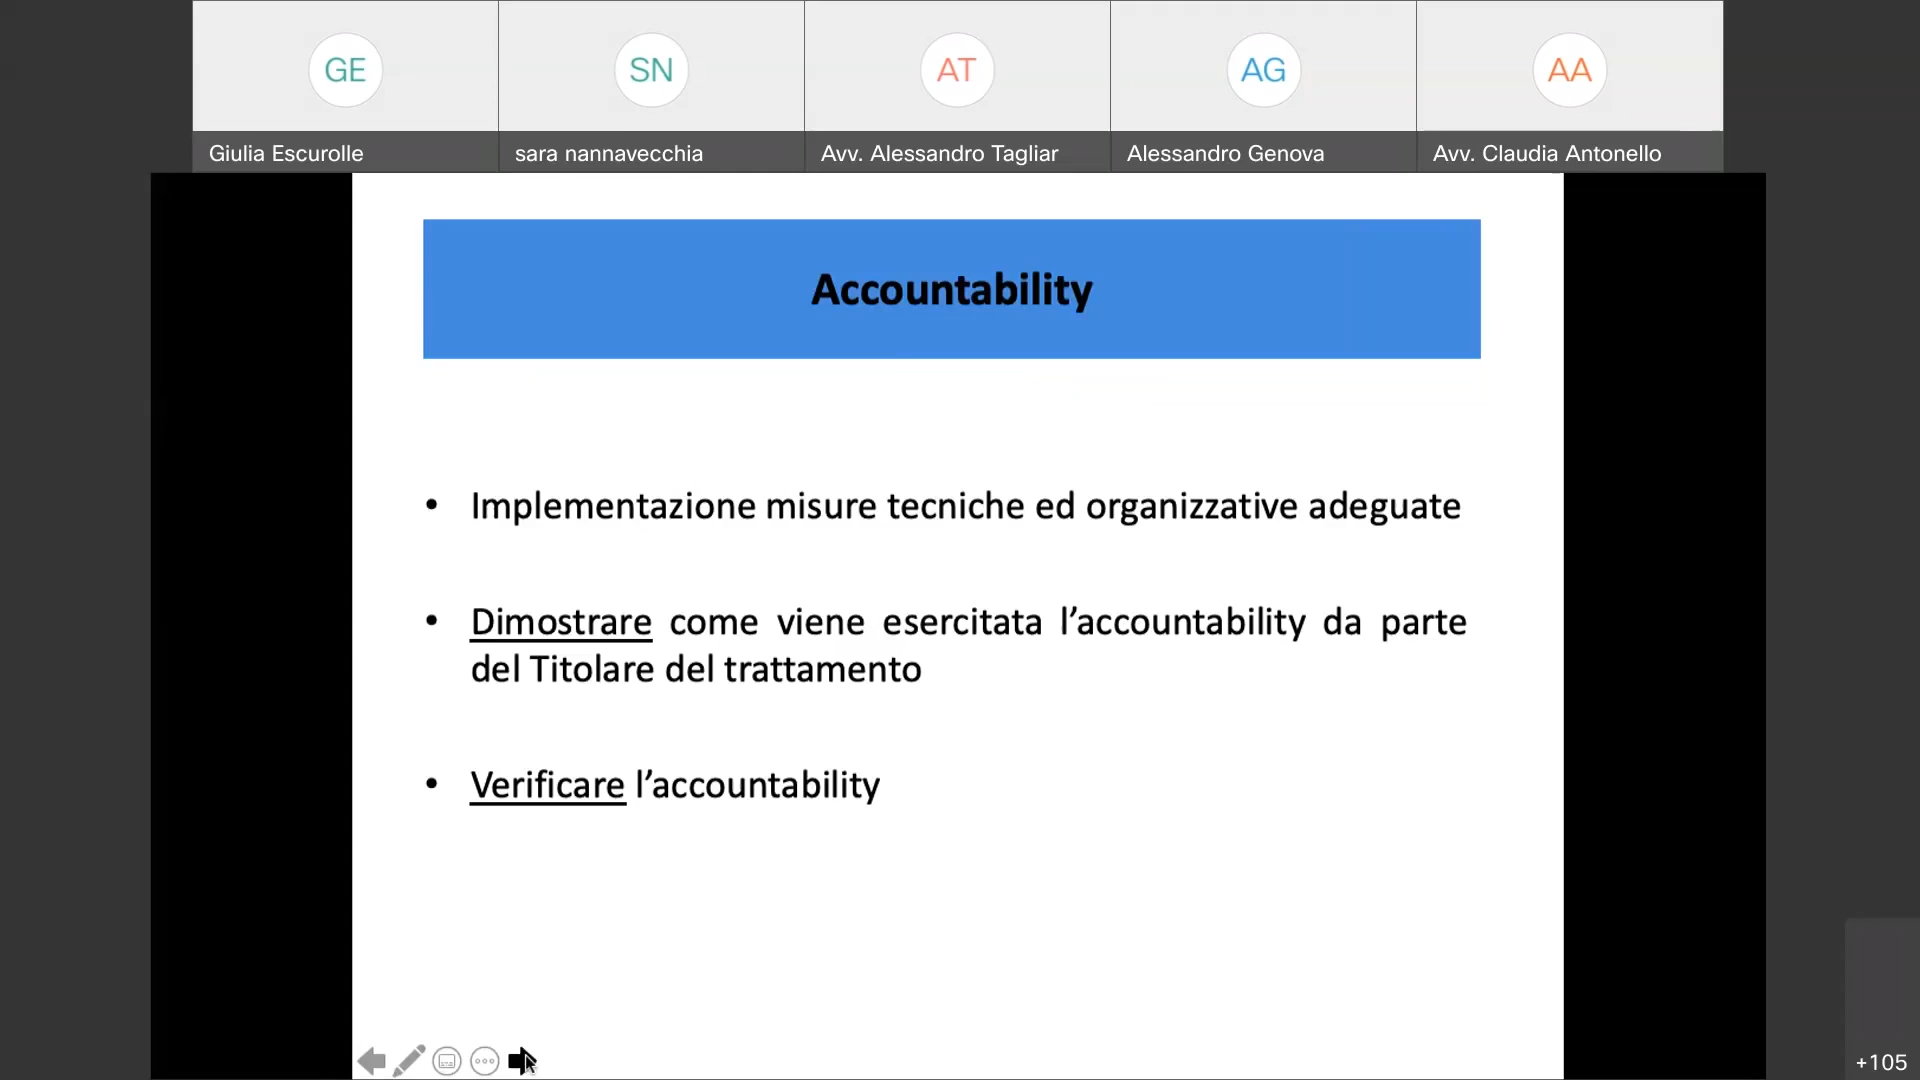 GE
SN
AT
AG
AA
Giulia Escurolle
sara nannavecchia
Avv. Alessandro Tagliar
Alessandro Genova
Avv. Claudia Antonello
Accountability
• Implementazione misure tecniche ed organizzative adeguate
• Dimostrare come viene esercitata l’accountability da parte
del Titolare del trattamento
• Verificare l’accountability
+105